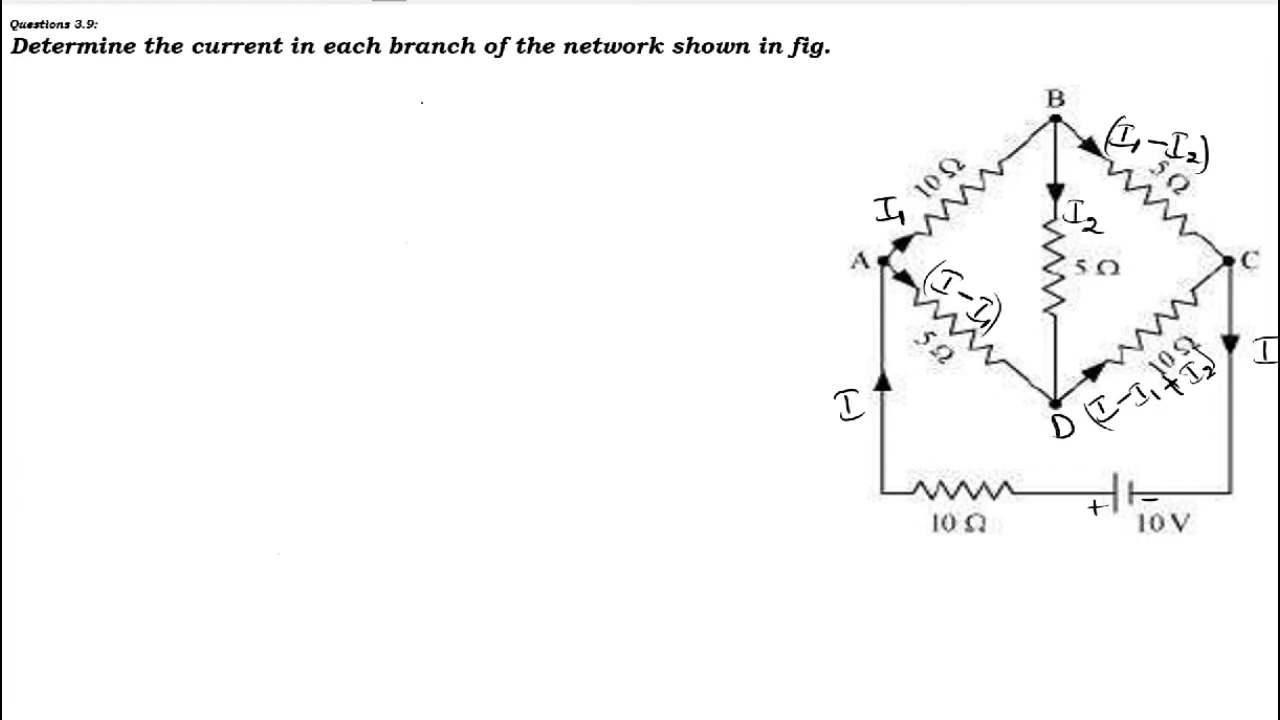 Questions 3.9:
Determine the current in each branch of the network shown in fig.
B
(I₁-I₂)
10 Ω
5 Ω
I₁
I₂
A
C
5 Ω
(I-I₁)
5 Ω
10 Ω
I
I
D
(I-I₁+I₂)
+
-
10 Ω
10 V